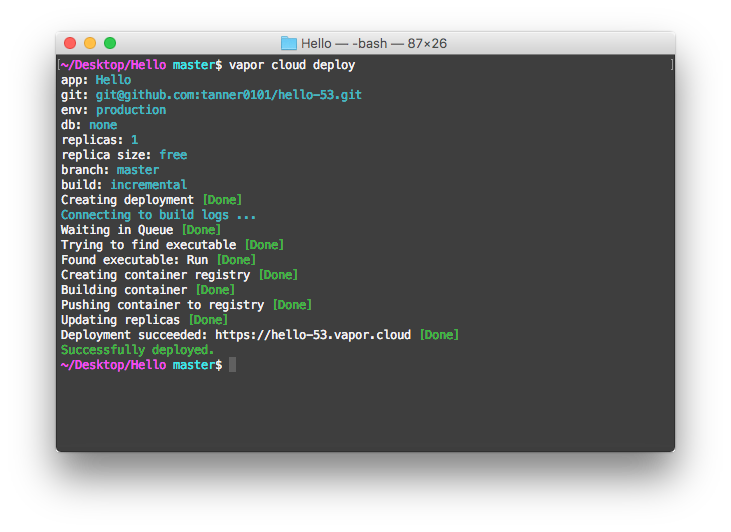 Hello — -bash — 87×26
[~/Desktop/Hello master$ vapor cloud deploy ]
app: Hello
git: git@github.com:tanner0101/hello-53.git
env: production
db: none
replicas: 1
replica size: free
branch: master
build: incremental
Creating deployment [Done]
Connecting to build logs ...
Waiting in Queue [Done]
Trying to find executable [Done]
Found executable: Run [Done]
Creating container registry [Done]
Building container [Done]
Pushing container to registry [Done]
Updating replicas [Done]
Deployment succeeded: https://hello-53.vapor.cloud [Done]
Successfully deployed.
~/Desktop/Hello master$